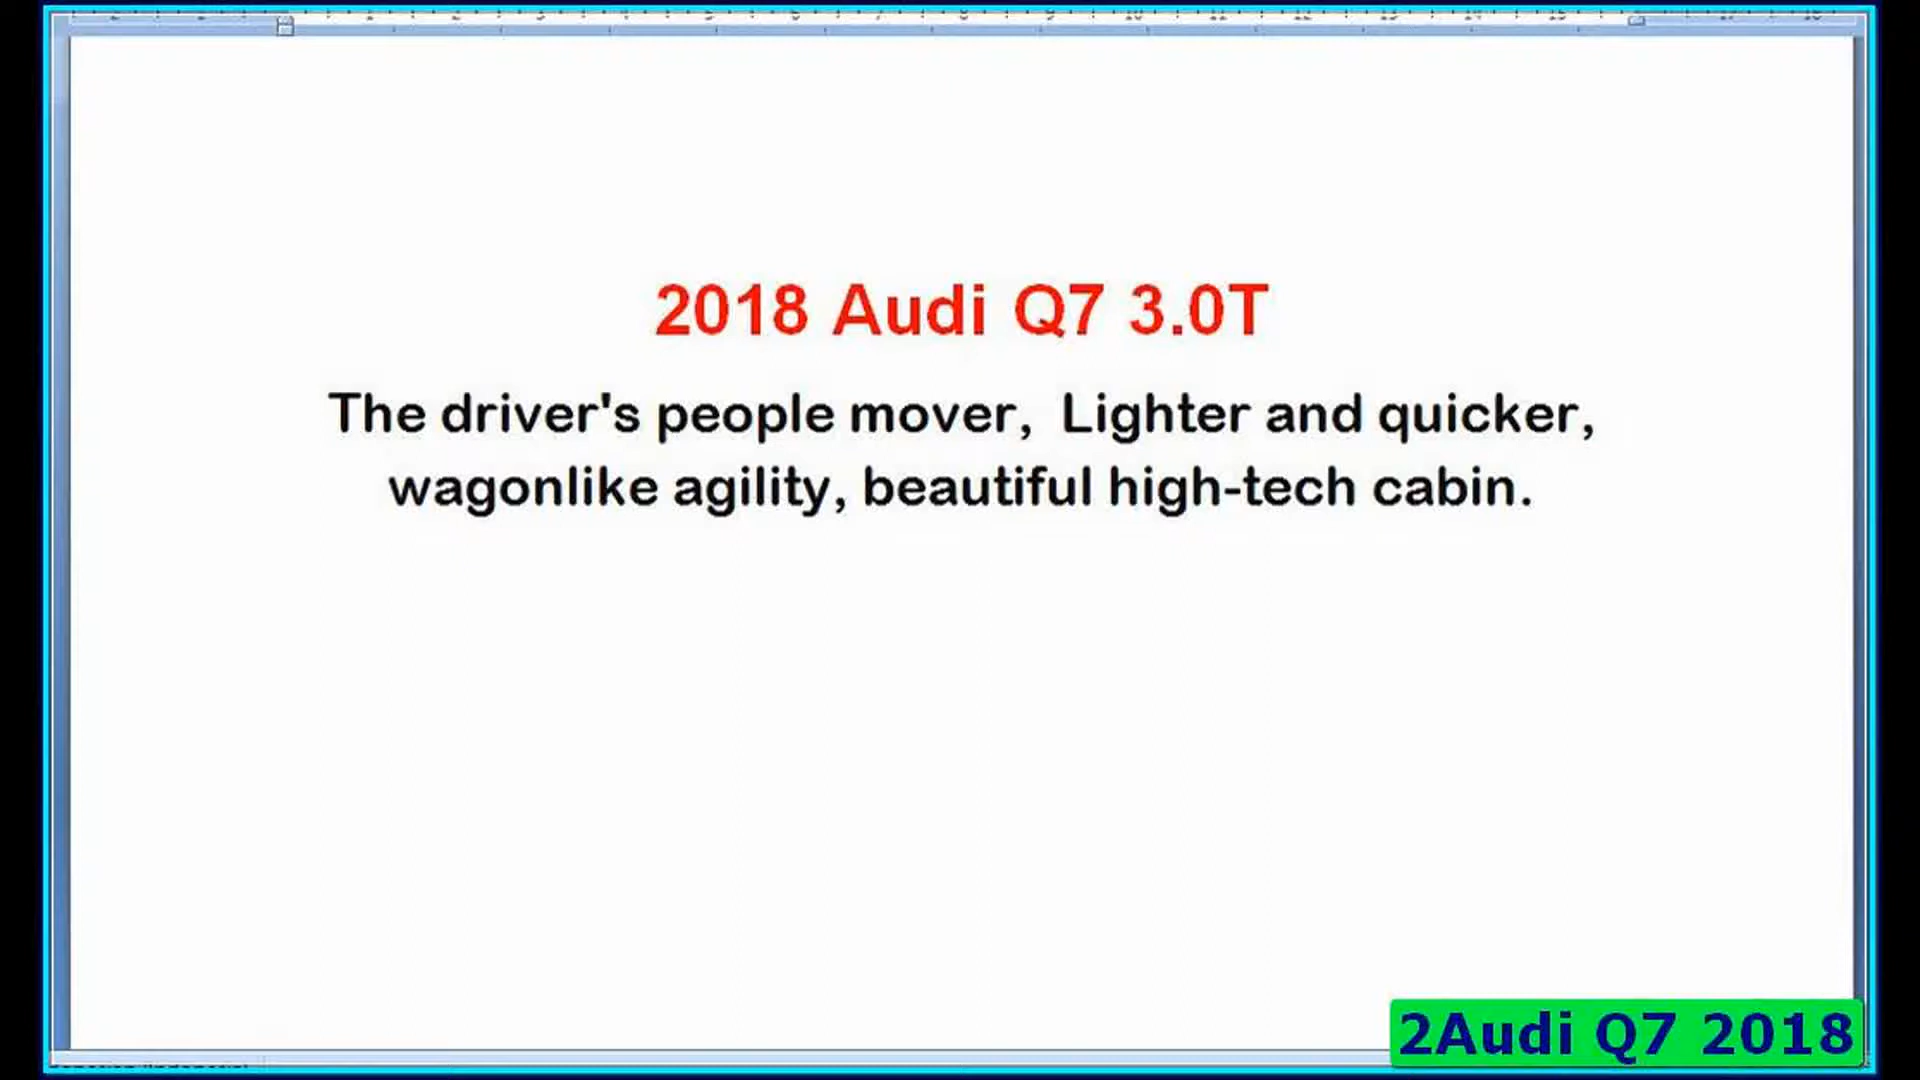 2018 Audi Q7 3.0T
The driver's people mover,  Lighter and quicker,
wagonlike agility, beautiful high-tech cabin.
2Audi Q7 2018